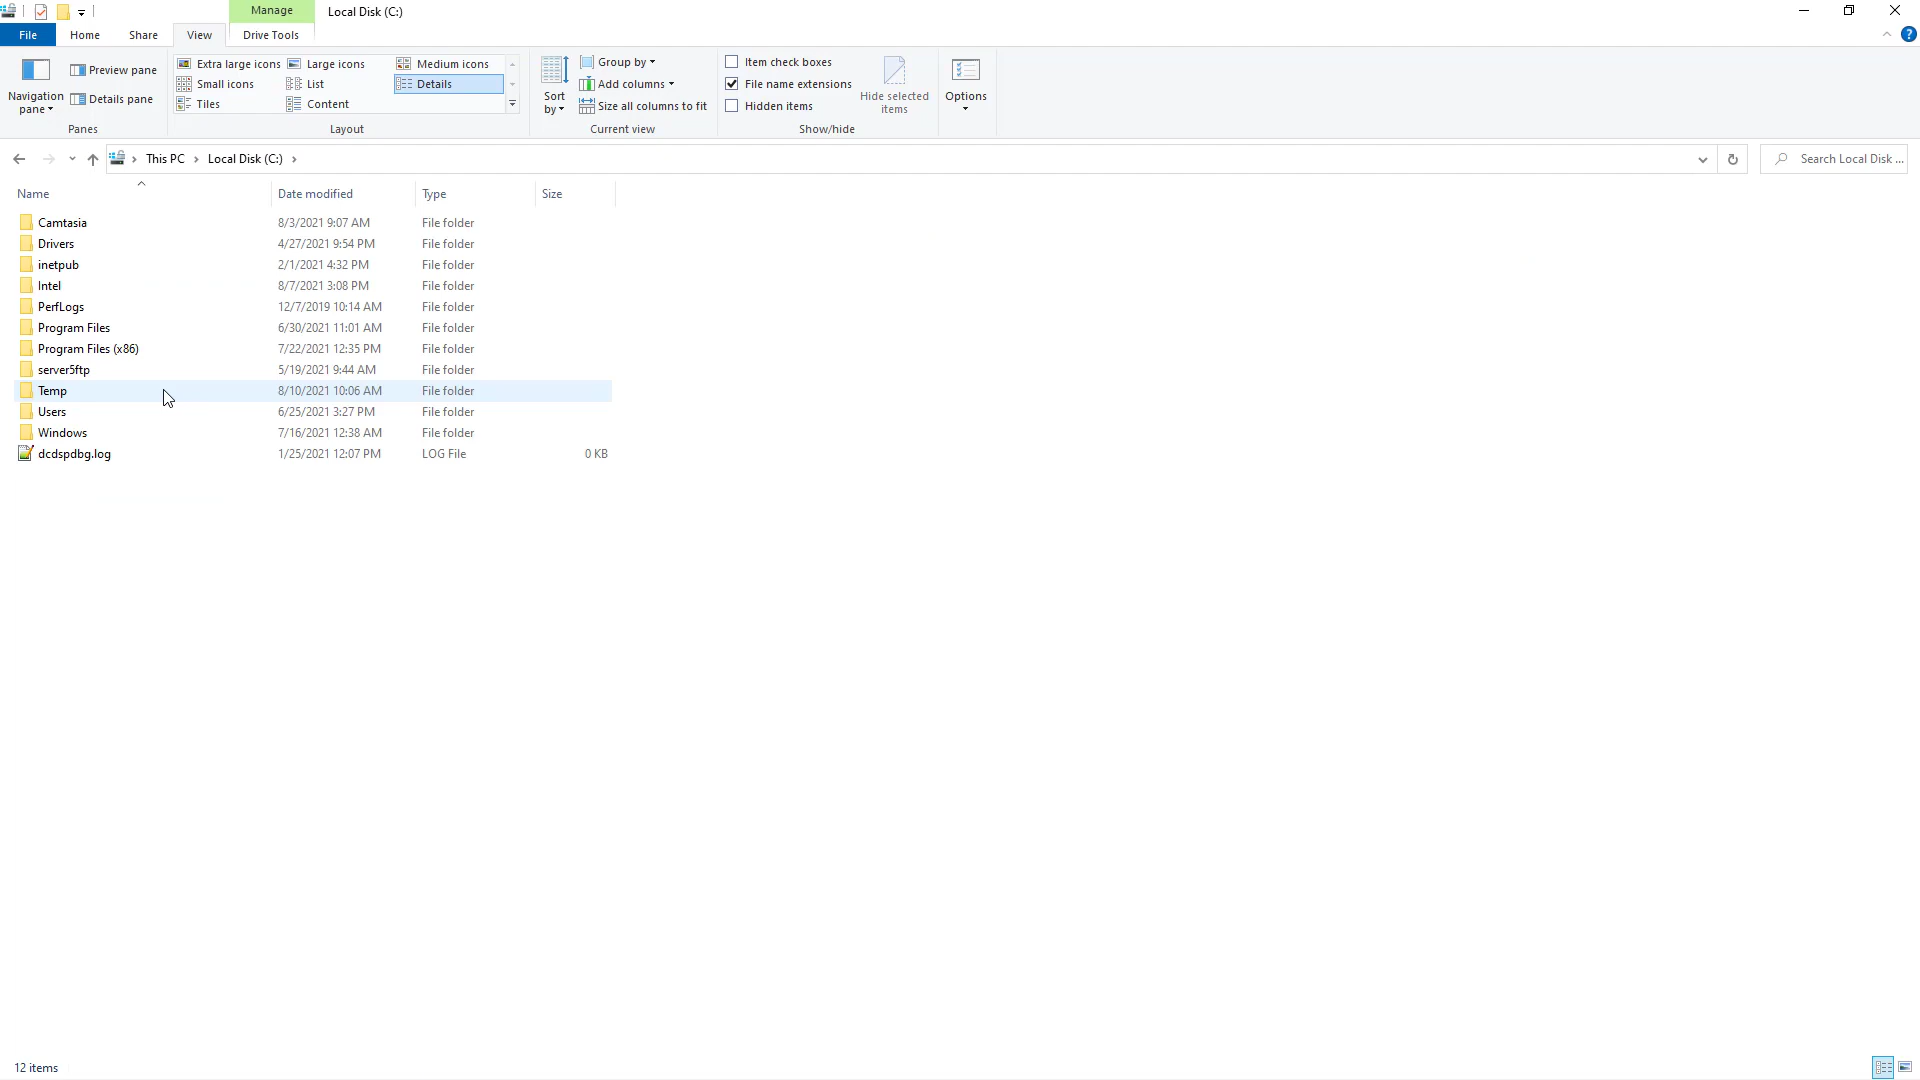 Manage Local Disk (C:)
File Home Share View Drive Tools ?
Navigation pane
Preview pane
Details pane
Panes
Extra large icons Large icons Medium icons
Small icons List Details
Tiles Content
Layout
Sort by
Group by
Add columns
Size all columns to fit
Current view
Item check boxes
File name extensions
Hidden items
Hide selected items
Show/hide
Options
This PC Local Disk (C:) Search Local Disk ...
Name Date modified Type Size
Camtasia 8/3/2021 9:07 AM File folder
Drivers 4/27/2021 9:54 PM File folder
inetpub 2/1/2021 4:32 PM File folder
Intel 8/7/2021 3:08 PM File folder
PerfLogs 12/7/2019 10:14 AM File folder
Program Files 6/30/2021 11:01 AM File folder
Program Files (x86) 7/22/2021 12:35 PM File folder
server5ftp 5/19/2021 9:44 AM File folder
Temp 8/10/2021 10:06 AM File folder
Users 6/25/2021 3:27 PM File folder
Windows 7/16/2021 12:38 AM File folder
dcdspdbg.log 1/25/2021 12:07 PM LOG File 0 KB
12 items